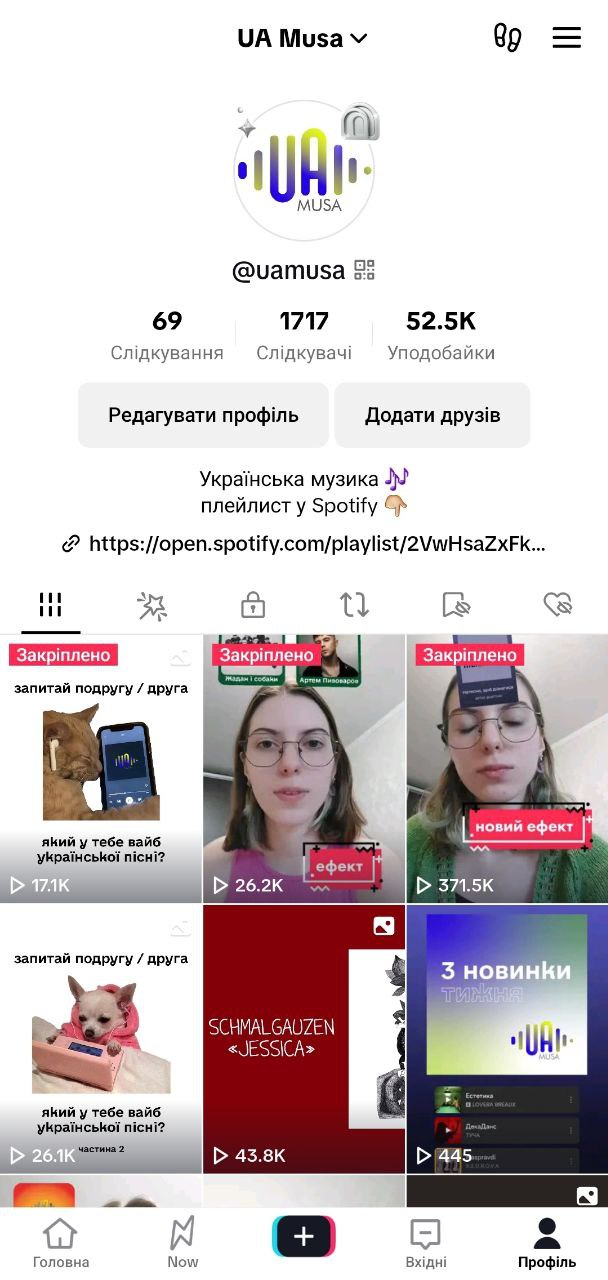 UA Musa
UA
MUSA
@uamusa
69
1717
52.5K
Слідкування
Слідкувачі
Уподобайки
Редагувати профіль
Додати друзів
Українська музика 🎶
плейлист у Spotify 👇🏼
https://open.spotify.com/playlist/2VwHsaZxFk...
Закріплено
запитай подругу / друга
UA
який у тебе вайб
української пісні?
17.1K
Закріплено
Жадан і собаки
Артем Пивоваров
ефект
26.2K
Закріплено
новий ефект
371.5K
запитай подругу / друга
який у тебе вайб
української пісні?
частина 2
26.1K
SCHMALGAUZEN
«JESSICA»
43.8K
3 новинки
тижня
UA
MUSA
Естетика
LOVERA BREAUX
ДекаДанс
ТУЧА
445
Головна
Now
Вхідні
Профіль